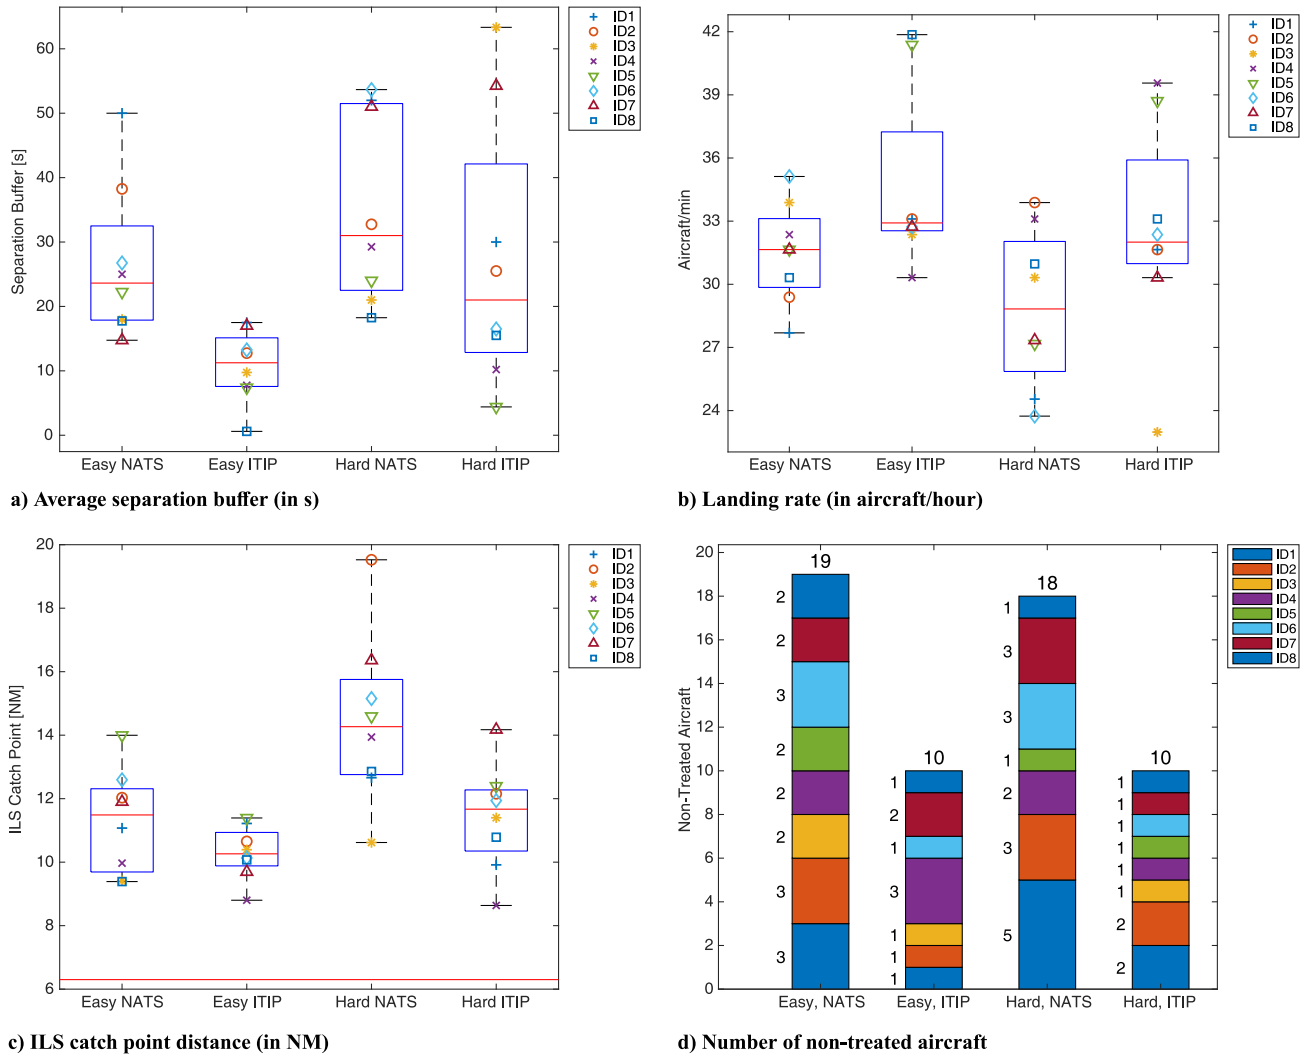 60
50
40
30
20
10
0
Separation Buffer [s]
Easy NATS
Easy ITIP
Hard NATS
Hard ITIP
ID1
ID2
ID3
ID4
ID5
ID6
ID7
ID8
a) Average separation buffer (in s)
42
39
36
33
30
27
24
Aircraft/min
Easy NATS
Easy ITIP
Hard NATS
Hard ITIP
ID1
ID2
ID3
ID4
ID5
ID6
ID7
ID8
b) Landing rate (in aircraft/hour)
20
18
16
14
12
10
8
6
ILS Catch Point [NM]
Easy NATS
Easy ITIP
Hard NATS
Hard ITIP
ID1
ID2
ID3
ID4
ID5
ID6
ID7
ID8
c) ILS catch point distance (in NM)
20
18
16
14
12
10
8
6
4
2
0
Non-Treated Aircraft
19
2
2
3
2
2
2
3
3
10
1
2
1
3
1
1
1
18
1
3
3
1
2
3
5
10
1
1
1
1
1
1
2
2
Easy, NATS
Easy, ITIP
Hard, NATS
Hard, ITIP
ID1
ID2
ID3
ID4
ID5
ID6
ID7
ID8
d) Number of non-treated aircraft